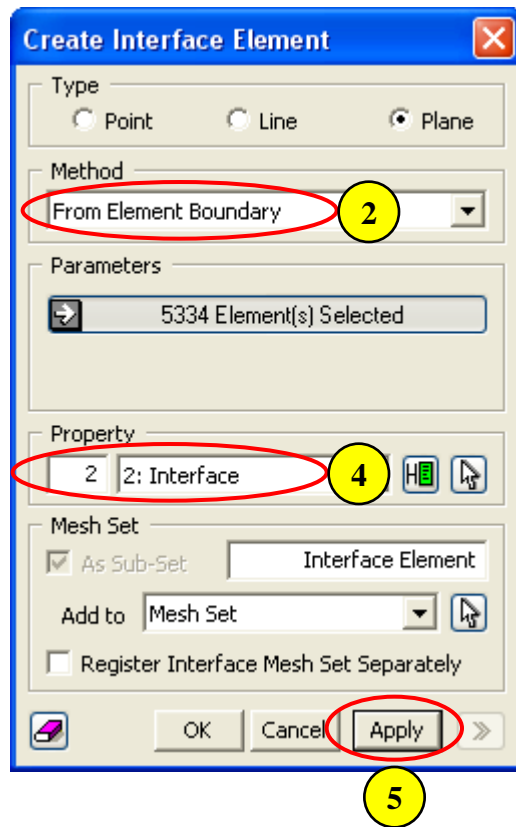 Create Interface Element
Type
Point Line Plane
Method
From Element Boundary 2
Parameters
5334 Element(s) Selected
Property
2 2: Interface 4
Mesh Set
As Sub-Set Interface Element
Add to Mesh Set
Register Interface Mesh Set Separately
OK Cancel Apply
5